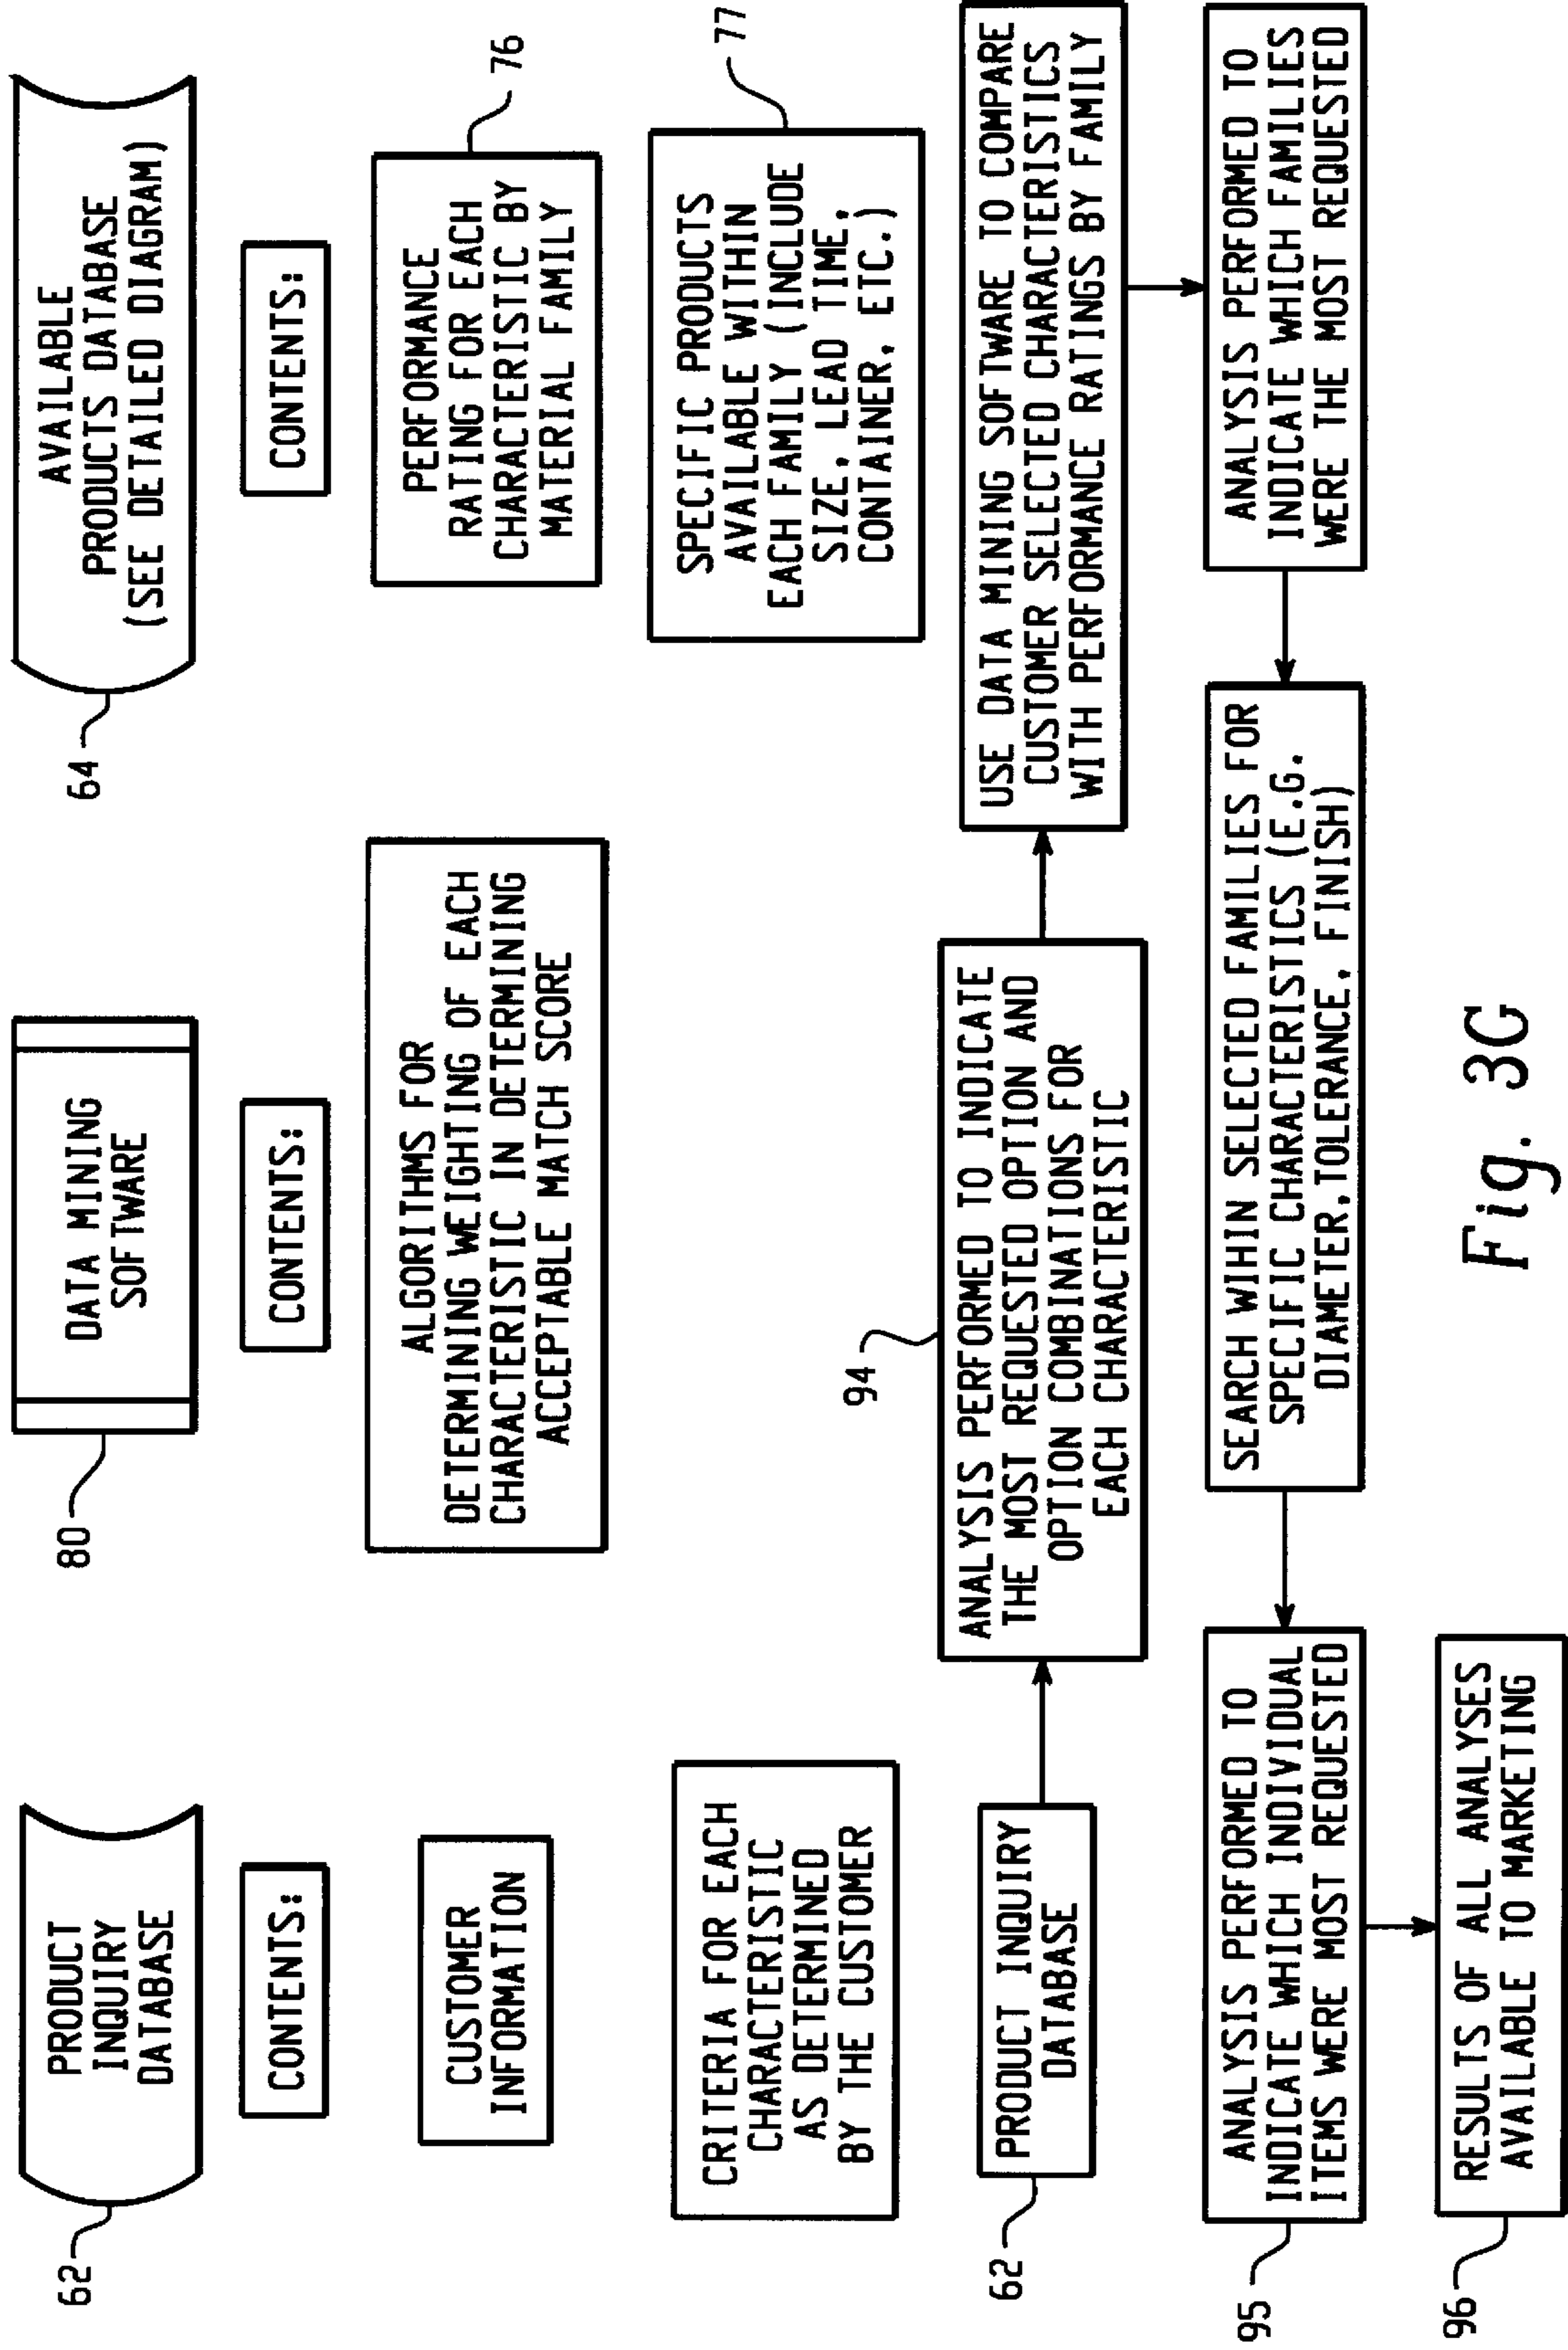 62
PRODUCT
INQUIRY
DATABASE
CONTENTS:
CUSTOMER
INFORMATION
CRITERIA FOR EACH
CHARACTERISTIC
AS DETERMINED
BY THE CUSTOMER
80
DATA MINING
SOFTWARE
CONTENTS:
ALGORITHMS FOR
DETERMINING WEIGHTING OF EACH
CHARACTERISTIC IN DETERMINING
ACCEPTABLE MATCH SCORE
64
AVAILABLE
PRODUCTS DATABASE
(SEE DETAILED DIAGRAM)
CONTENTS:
76
PERFORMANCE
RATING FOR EACH
CHARACTERISTIC BY
MATERIAL FAMILY
77
SPECIFIC PRODUCTS
AVAILABLE WITHIN
EACH FAMILY (INCLUDE
SIZE, LEAD TIME,
CONTAINER, ETC.)
62
PRODUCT INQUIRY
DATABASE
94
ANALYSIS PERFORMED TO INDICATE
THE MOST REQUESTED OPTION AND
OPTION COMBINATIONS FOR
EACH CHARACTERISTIC
USE DATA MINING SOFTWARE TO COMPARE
CUSTOMER SELECTED CHARACTERISTICS
WITH PERFORMANCE RATINGS BY FAMILY
ANALYSIS PERFORMED TO
INDICATE WHICH FAMILIES
WERE THE MOST REQUESTED
SEARCH WIHIN SELECTED FAMILIES FOR
SPECIFIC CHARACTERISTICS (E.G.
DIAMETER,TOLERANCE, FINISH)
95
ANALYSIS PERFORMED TO
INDICATE WHICH INDIVIDUAL
ITEMS WERE MOST REQUESTED
96
RESULTS OF ALL ANALYSES
AVAILABLE TO MARKETING
Fig. 3G